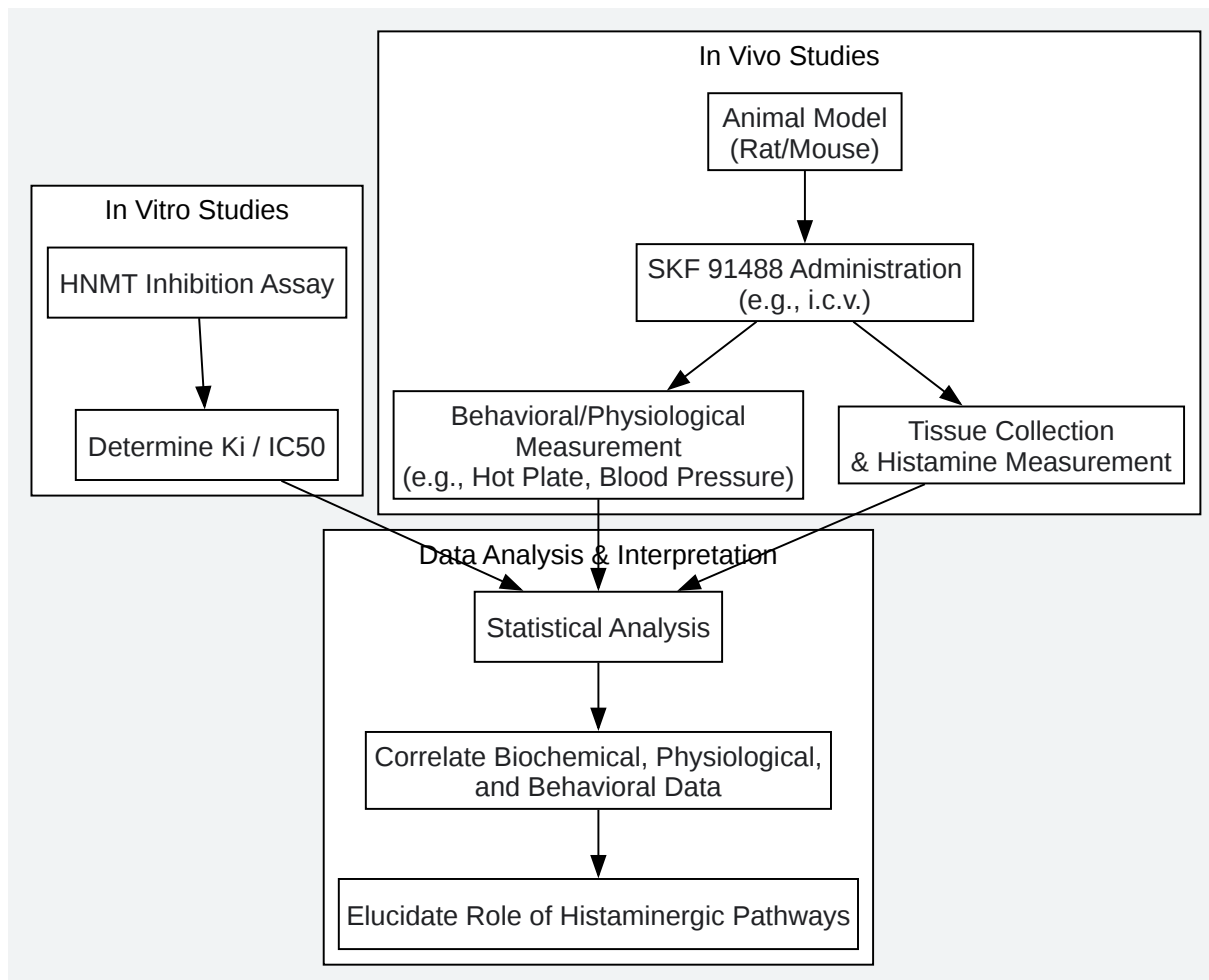 In Vivo Studies
Animal Model
(Rat/Mouse)
SKF 91488 Administration
(e.g., i.c.v.)
Behavioral/Physiological
Measurement
(e.g., Hot Plate, Blood Pressure)
Tissue Collection
& Histamine Measurement
In Vitro Studies
HNMT Inhibition Assay
Determine Ki / IC50
Data Analysis & Interpretation
Statistical Analysis
Correlate Biochemical, Physiological,
and Behavioral Data
Elucidate Role of Histaminergic Pathways